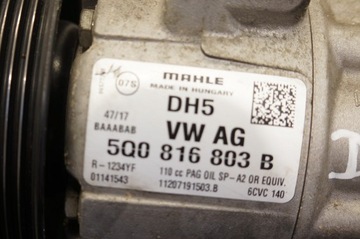 07S
MAHLE
MADE IN HUNGARY
DH5
47/17
BAAABAB
VW AG
5Q0 816 803 B
R-1234YF
110 cc PAG OIL SP-A2 OR EQUIV.
01141543
11207191503.B
6CVC 140